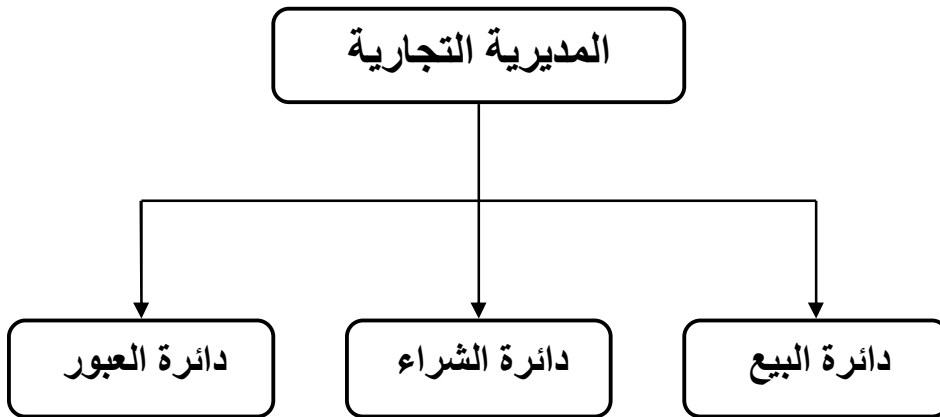 المديرية التجارية
دائرة البيع
دائرة الشراء
دائرة العبور